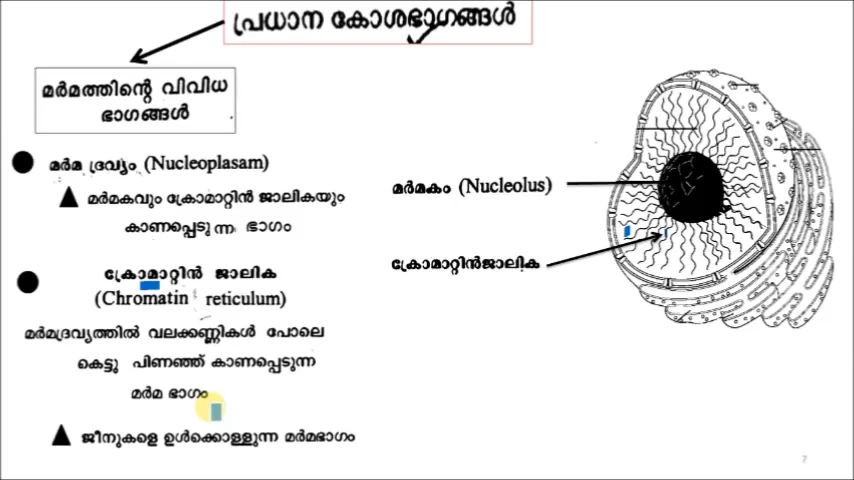 പ്രധാന കോശഭാഗങ്ങൾ
മർമത്തിന്റെ വിവിധ
ഭാഗങ്ങൾ
മർമ ദ്രവ്യം (Nucleoplasam)
മർമകവും ക്രോമാറ്റിൻ ജാലികയും
കാണപ്പെടുന്ന ഭാഗം
ക്രോമാറ്റിൻ ജാലിക
(Chromatin reticulum)
മർമദ്രവ്യത്തിൽ വലക്കണ്ണികൾ പോലെ
കെട്ടു പിണഞ്ഞ് കാണപ്പെടുന്ന
മർമ ഭാഗം
ജീനുകളെ ഉൾക്കൊള്ളുന്ന മർമഭാഗം
മർമകം (Nucleolus)
ക്രോമാറ്റിൻജാലിക
7